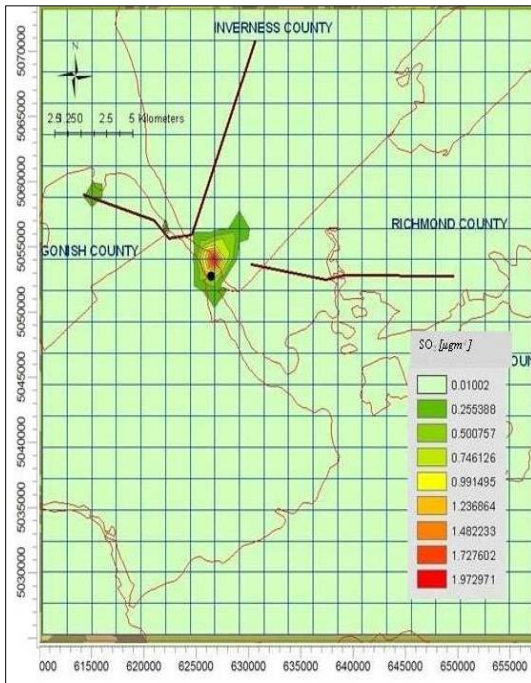 INVERNESS COUNTY
N
2.5 1.25 0 2.5 5 Kilometers
RICHMOND COUNTY
GONISH COUNTY
SO2 [µgm-3]
0.01002
0.255388
0.500757
0.746126
0.991495
1.236864
1.482233
1.727602
1.972971
5070000
5065000
5060000
5055000
5050000
5045000
5040000
5035000
5030000
000 615000 620000 625000 630000 635000 640000 645000 650000 655000